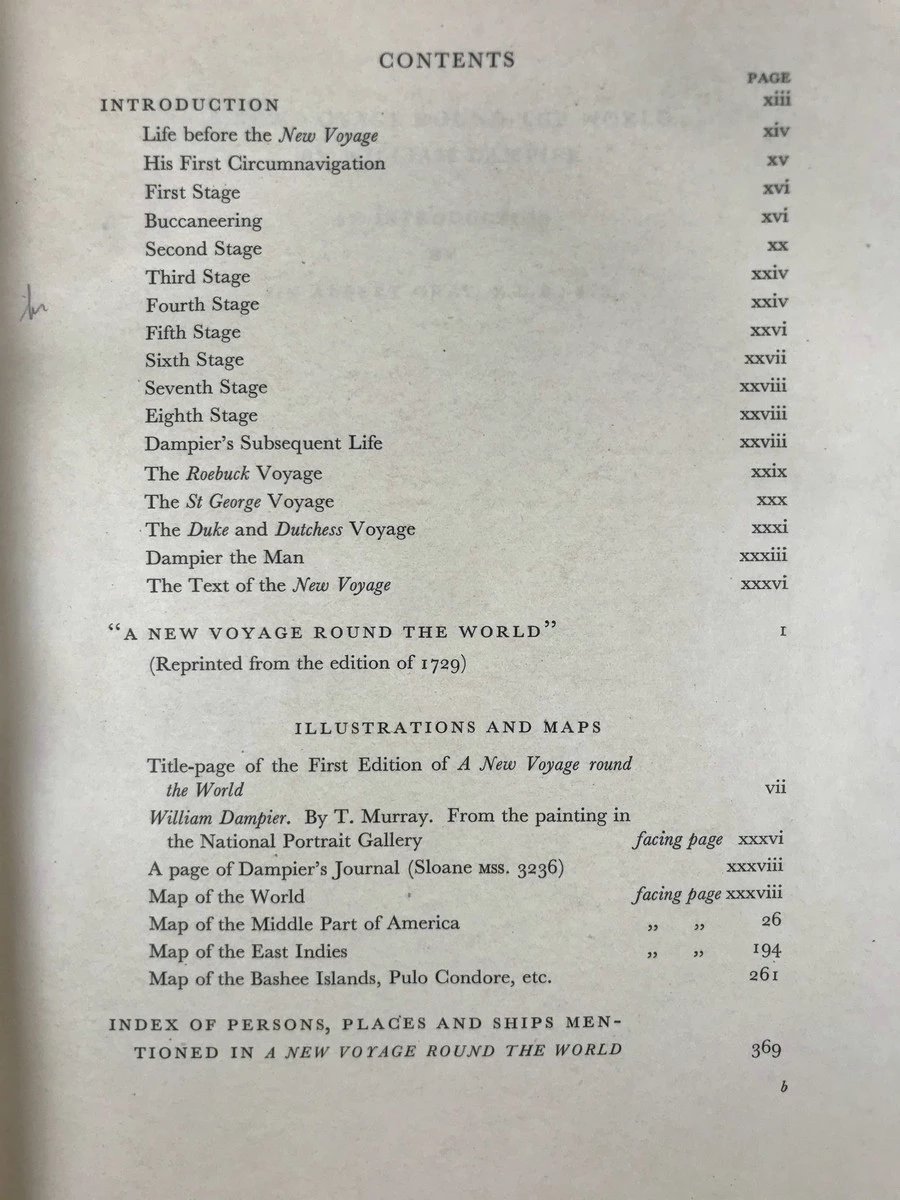 CONTENTS
PAGE
INTRODUCTION xiii
Life before the New Voyage xiv
His First Circumnavigation xv
First Stage xvi
Buccaneering xvi
Second Stage xx
Third Stage xxiv
Fourth Stage xxiv
Fifth Stage xxvi
Sixth Stage xxvii
Seventh Stage xxviii
Eighth Stage xxviii
Dampier's Subsequent Life xxviii
The Roebuck Voyage xxix
The St George Voyage xxx
The Duke and Dutchess Voyage xxxi
Dampier the Man xxxiii
The Text of the New Voyage xxxvi
“A NEW VOYAGE ROUND THE WORLD” 1
(Reprinted from the edition of 1729)
ILLUSTRATIONS AND MAPS
Title-page of the First Edition of A New Voyage round
the World vii
William Dampier. By T. Murray. From the painting in
the National Portrait Gallery facing page xxxvi
A page of Dampier's Journal (Sloane MSS. 3236) xxxviii
Map of the World facing page xxxviii
Map of the Middle Part of America ,, ,, 26
Map of the East Indies ,, ,, 194
Map of the Bashee Islands, Pulo Condore, etc. 261
INDEX OF PERSONS, PLACES AND SHIPS MEN-
TIONED IN A NEW VOYAGE ROUND THE WORLD 369
b